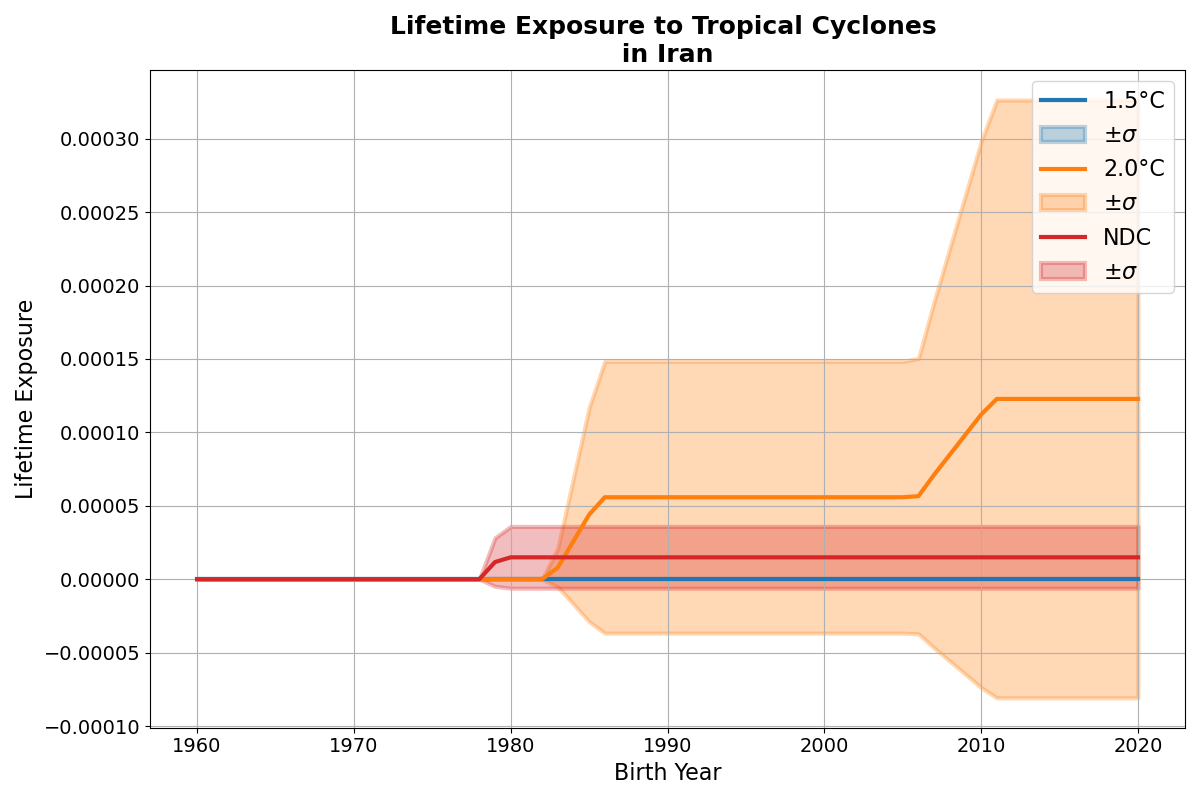 Lifetime Exposure to Tropical Cyclones
in Iran
Lifetime Exposure
0.00030
0.00025
0.00020
0.00015
0.00010
0.00005
0.00000
−0.00005
−0.00010
1960
1970
1980
1990
2000
2010
2020
Birth Year
1.5°C
±σ
2.0°C
±σ
NDC
±σ